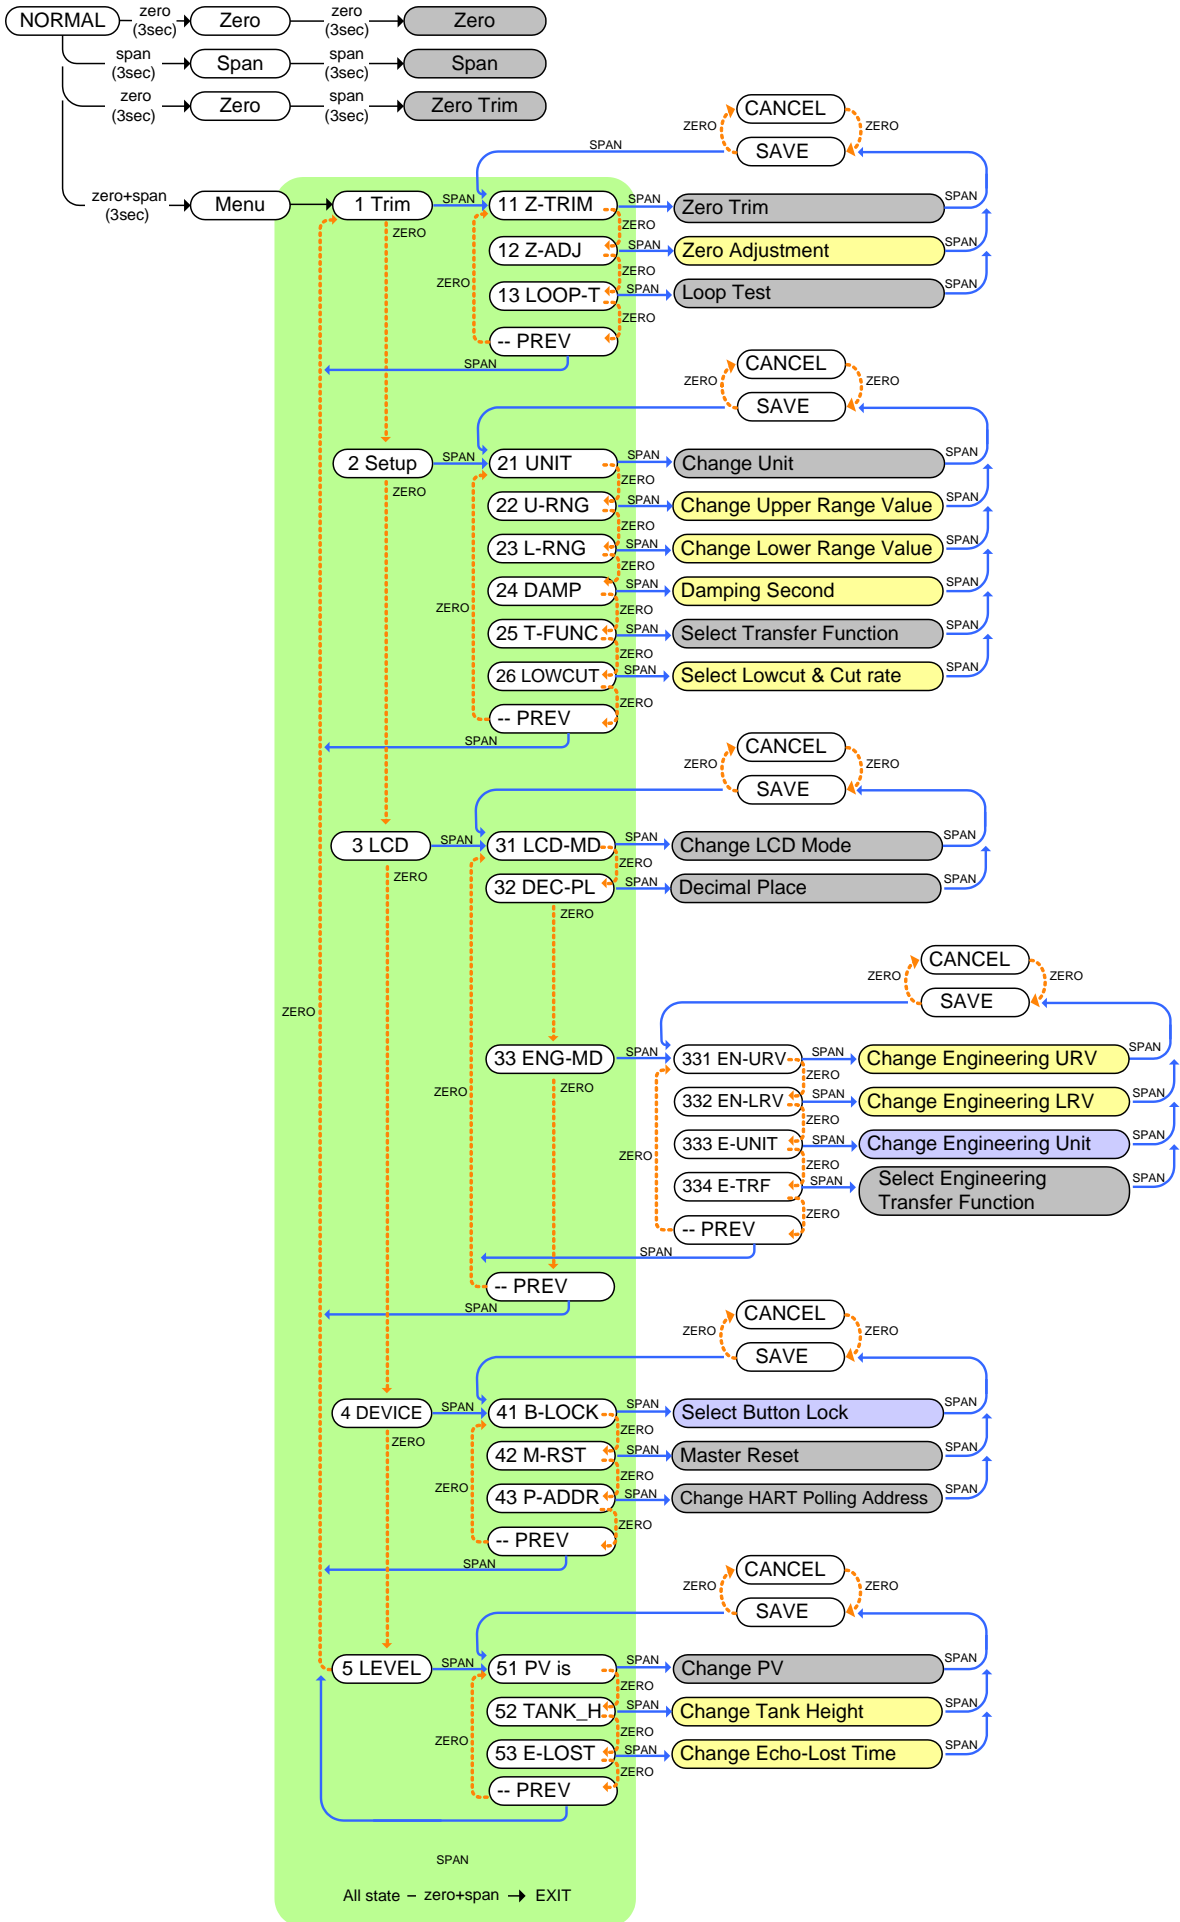 NORMAL zero (3sec) Zero zero (3sec) Zero
span (3sec) Span span (3sec) Span
zero (3sec) Zero span (3sec) Zero Trim
zero+span (3sec) Menu
CANCEL
ZERO ZERO
SAVE
SPAN
1 Trim SPAN 11 Z-TRIM SPAN Zero Trim SPAN
ZERO ZERO
12 Z-ADJ SPAN Zero Adjustment SPAN
ZERO ZERO
13 LOOP-T SPAN Loop Test SPAN
ZERO
-- PREV
SPAN
CANCEL
ZERO ZERO
SAVE
2 Setup SPAN 21 UNIT SPAN Change Unit SPAN
ZERO ZERO
22 U-RNG SPAN Change Upper Range Value SPAN
ZERO
23 L-RNG SPAN Change Lower Range Value SPAN
ZERO
24 DAMP SPAN Damping Second SPAN
ZERO ZERO
25 T-FUNC SPAN Select Transfer Function SPAN
ZERO
26 LOWCUT SPAN Select Lowcut & Cut rate SPAN
ZERO
-- PREV
SPAN
CANCEL
ZERO ZERO
SAVE
3 LCD SPAN 31 LCD-MD SPAN Change LCD Mode SPAN
ZERO ZERO
32 DEC-PL SPAN Decimal Place SPAN
ZERO
CANCEL
ZERO ZERO
SAVE
ZERO
33 ENG-MD SPAN 331 EN-URV SPAN Change Engineering URV SPAN
ZERO ZERO ZERO
332 EN-LRV SPAN Change Engineering LRV SPAN
ZERO
333 E-UNIT SPAN Change Engineering Unit SPAN
ZERO ZERO
334 E-TRF SPAN Select Engineering Transfer Function SPAN
ZERO
-- PREV
SPAN
-- PREV
SPAN
CANCEL
ZERO ZERO
SAVE
4 DEVICE SPAN 41 B-LOCK SPAN Select Button Lock SPAN
ZERO ZERO
42 M-RST SPAN Master Reset SPAN
ZERO ZERO
43 P-ADDR SPAN Change HART Polling Address SPAN
ZERO
-- PREV
SPAN
CANCEL
ZERO ZERO
SAVE
5 LEVEL SPAN 51 PV is SPAN Change PV SPAN
ZERO
52 TANK_H SPAN Change Tank Height SPAN
ZERO ZERO
53 E-LOST SPAN Change Echo-Lost Time SPAN
ZERO
-- PREV
SPAN
All state – zero+span EXIT